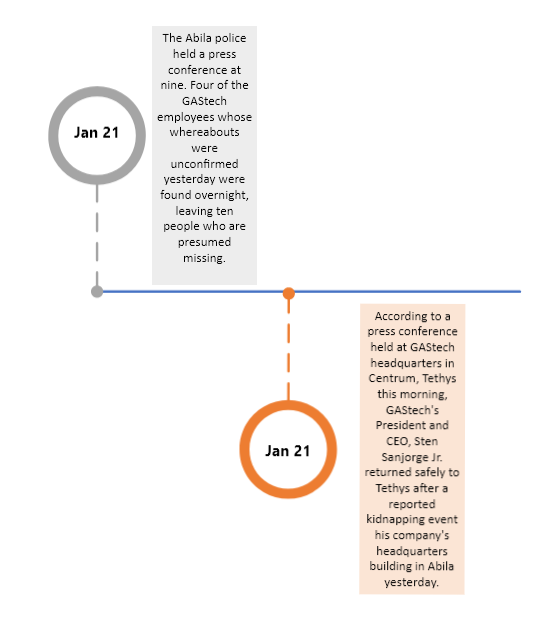 Jan 21
The Abila police
held a press
conference at
nine. Four of the
GAStech
employees whose
whereabouts
were
unconfirmed
yesterday were
found overnight,
leaving ten
people who are
presumed
missing.
Jan 21
According to a
press conference
held at GAStech
headquarters in
Centrum, Tethys
this morning,
GAStech's
President and
CEO, Sten
Sanjorge Jr.
returned safely to
Tethys after a
reported
kidnapping event
his company's
headquarters
building in Abila
yesterday.